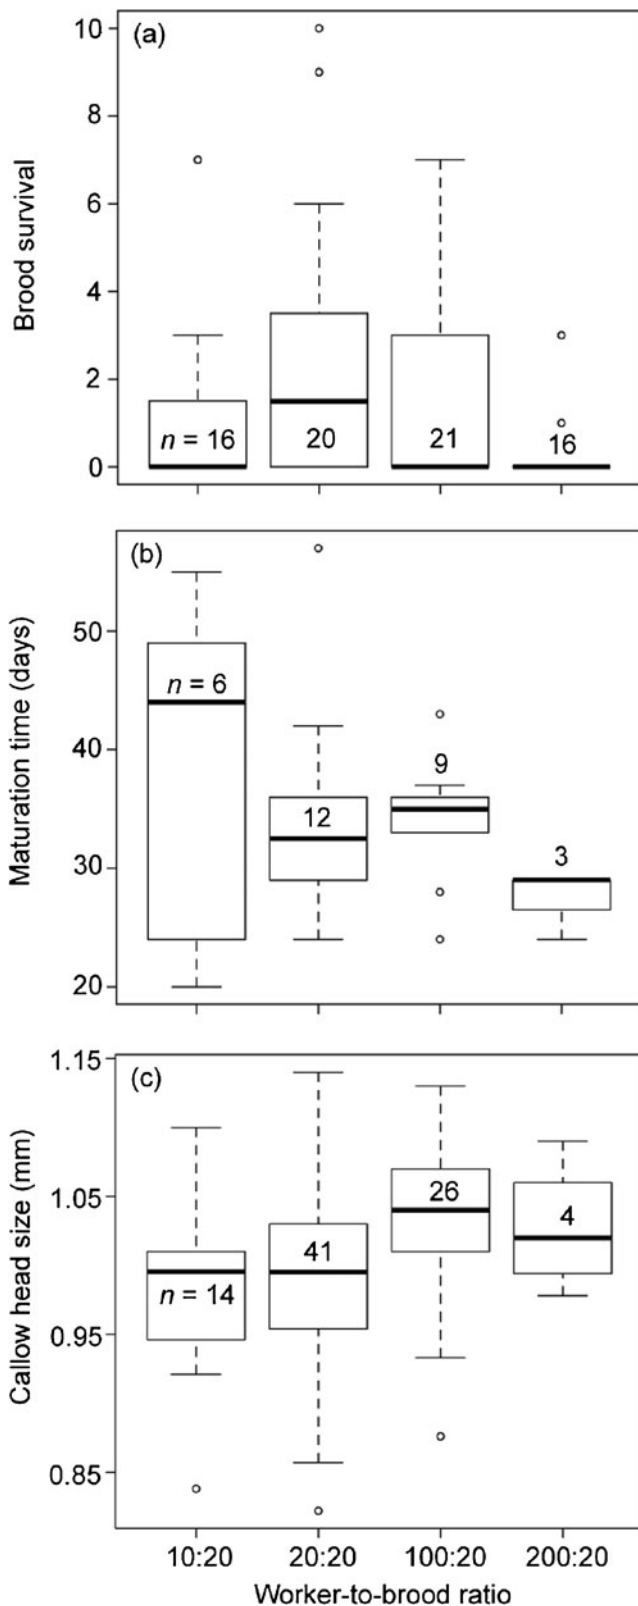 (a)
Brood survival
10
8
6
4
2
0
n = 16
20
21
16
(b)
Maturation time (days)
50
40
30
20
n = 6
12
9
3
(c)
Callow head size (mm)
1.15
1.05
0.95
0.85
n = 14
41
26
4
10:20 20:20 100:20 200:20
Worker-to-brood ratio